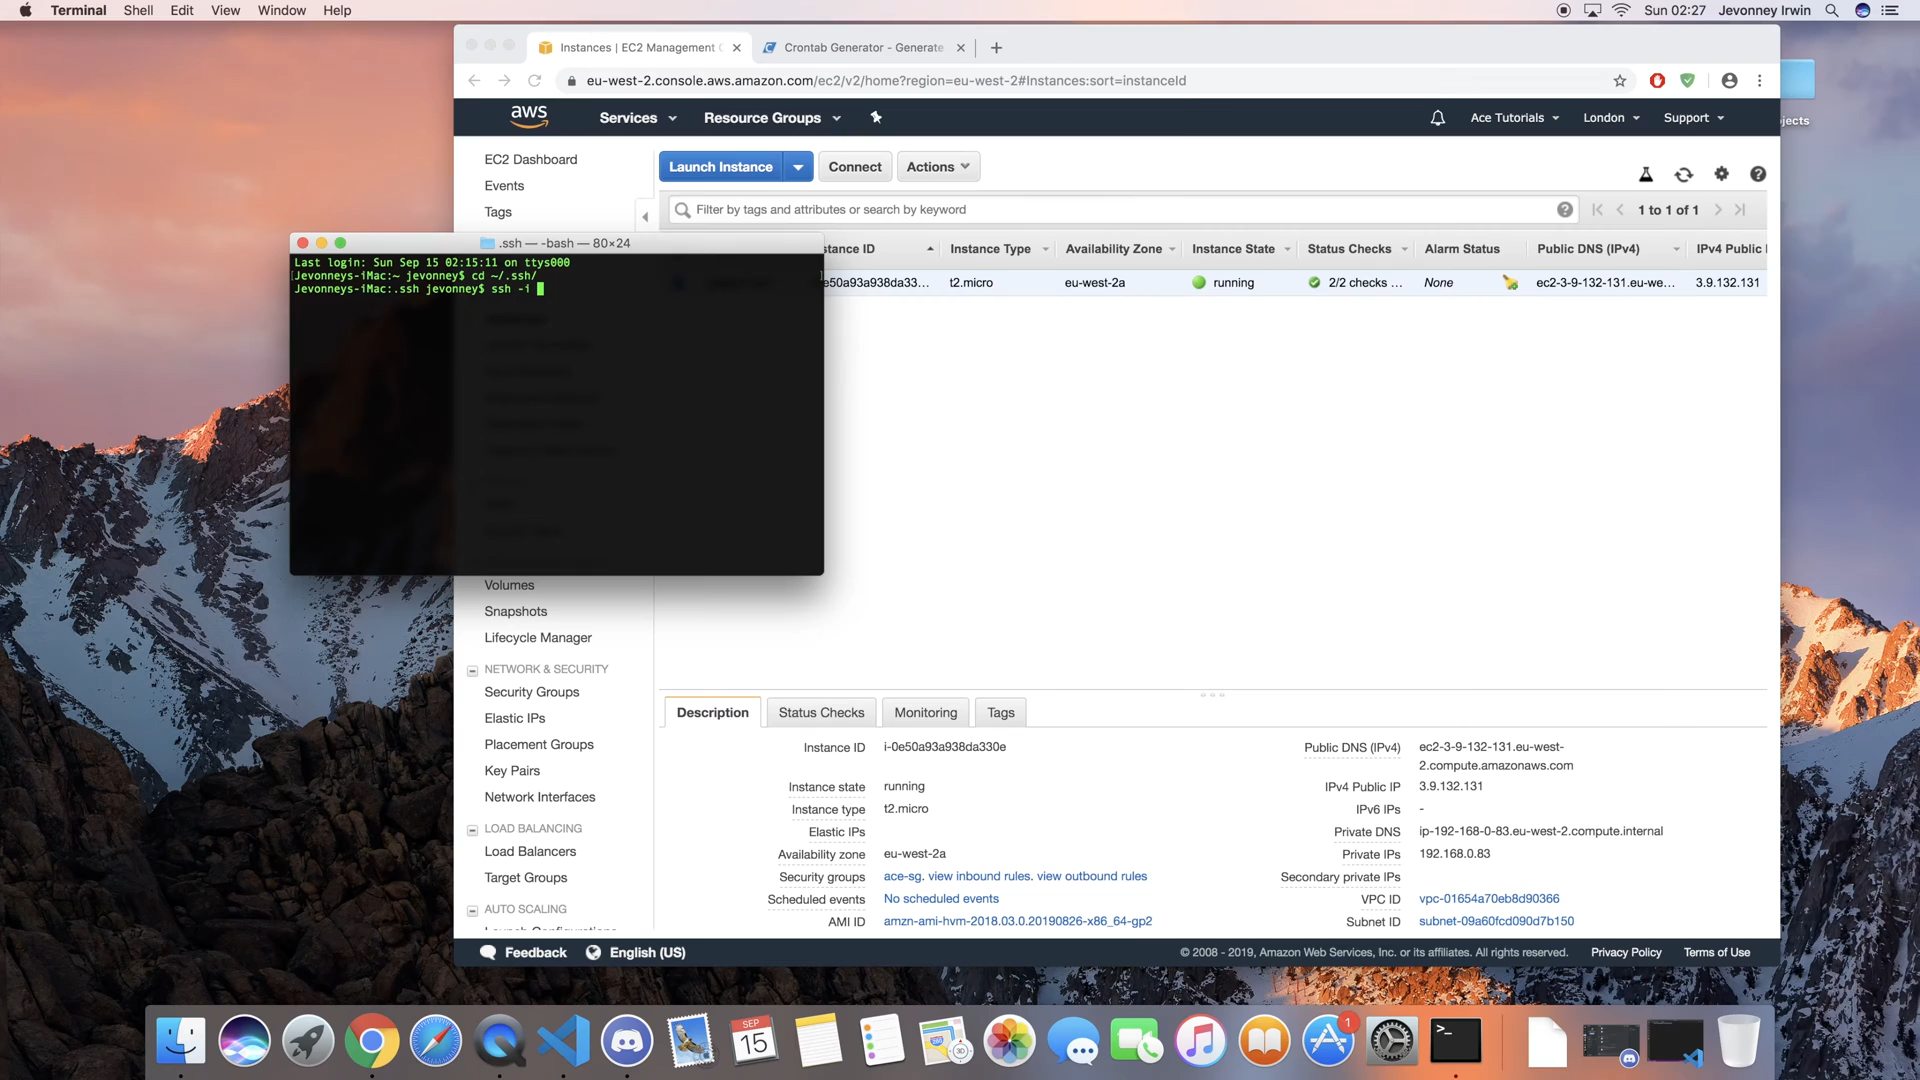 Terminal Shell Edit View Window Help
Sun 02:27 Jevonney Irwin
Instances | EC2 Management C
Crontab Generator - Generate
eu-west-2.console.aws.amazon.com/ec2/v2/home?region=eu-west-2#Instances:sort=instanceId
jects
aws
Services
Resource Groups
Ace Tutorials
London
Support
EC2 Dashboard
Events
Tags
Launch Instance
Connect
Actions
Filter by tags and attributes or search by keyword
1 to 1 of 1
stance ID Instance Type Availability Zone Instance State Status Checks Alarm Status Public DNS (IPv4) IPv4 Public I
e50a93a938da33... t2.micro eu-west-2a running 2/2 checks ... None ec2-3-9-132-131.eu-we... 3.9.132.131
.ssh — -bash — 80×24
Last login: Sun Sep 15 02:15:11 on ttys000
[Jevonneys-iMac:~ jevonney$ cd ~/.ssh/ ]
Jevonneys-iMac:.ssh jevonney$ ssh -i
Volumes
Snapshots
Lifecycle Manager
NETWORK & SECURITY
Security Groups
Elastic IPs
Placement Groups
Key Pairs
Network Interfaces
LOAD BALANCING
Load Balancers
Target Groups
AUTO SCALING
Launch Configurations
Description
Status Checks
Monitoring
Tags
Instance ID i-0e50a93a938da330e
Instance state running
Instance type t2.micro
Elastic IPs
Availability zone eu-west-2a
Security groups ace-sg. view inbound rules. view outbound rules
Scheduled events No scheduled events
AMI ID amzn-ami-hvm-2018.03.0.20190826-x86_64-gp2
Public DNS (IPv4) ec2-3-9-132-131.eu-west-
2.compute.amazonaws.com
IPv4 Public IP 3.9.132.131
IPv6 IPs -
Private DNS ip-192-168-0-83.eu-west-2.compute.internal
Private IPs 192.168.0.83
Secondary private IPs
VPC ID vpc-01654a70eb8d90366
Subnet ID subnet-09a60fcd090d7b150
Feedback
English (US)
© 2008 - 2019, Amazon Web Services, Inc. or its affiliates. All rights reserved.
Privacy Policy
Terms of Use
SEP
15
1